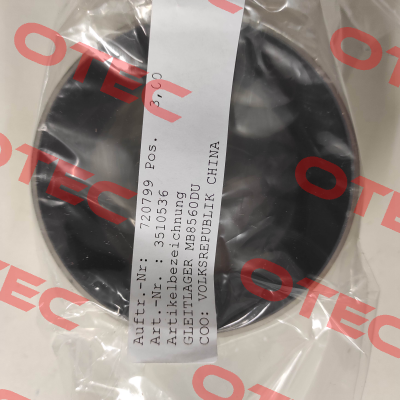 Auftr.-Nr: 720799 Pos. 3,00
Art.-Nr. : 3510536
Artikelbezeichnung
GLEITLAGER MB8560DU
COO: VOLKSREPUBLIK CHINA
OTEC
OTEC
OTEC
OTEC
OTEC